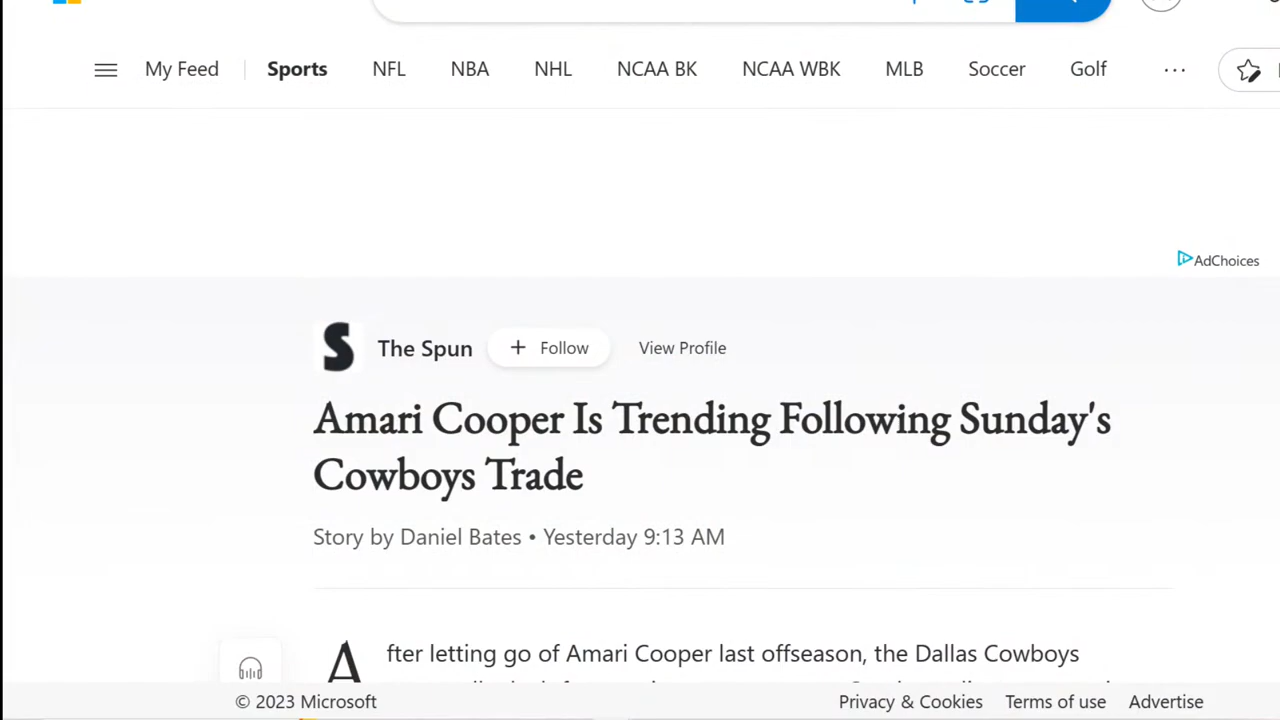 My Feed Sports NFL NBA NHL NCAA BK NCAA WBK MLB Soccer Golf ...
AdChoices
The Spun + Follow View Profile
Amari Cooper Is Trending Following Sunday's
Cowboys Trade
Story by Daniel Bates • Yesterday 9:13 AM
After letting go of Amari Cooper last offseason, the Dallas Cowboys
© 2023 Microsoft Privacy & Cookies Terms of use Advertise